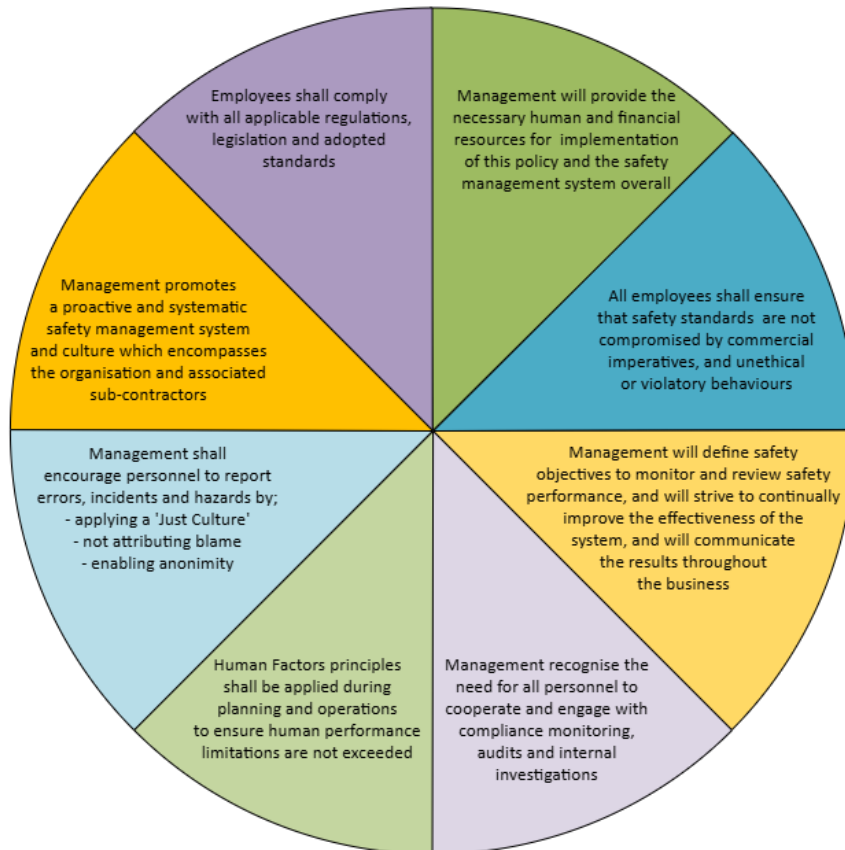 Employees shall comply
with all applicable regulations,
legislation and adopted
standards
Management will provide the
necessary human and financial
resources for implementation
of this policy and the safety
management system overall
All employees shall ensure
that safety standards are not
compromised by commercial
imperatives, and unethical
or violatory behaviours
Management will define safety
objectives to monitor and review safety
performance, and will strive to continually
improve the effectiveness of the
system, and will communicate
the results throughout
the business
Management recognise the
need for all personnel to
cooperate and engage with
compliance monitoring,
audits and internal
investigations
Human Factors principles
shall be applied during
planning and operations
to ensure human performance
limitations are not exceeded
Management shall
encourage personnel to report
errors, incidents and hazards by;
- applying a 'Just Culture'
- not attributing blame
- enabling anonimity
Management promotes
a proactive and systematic
safety management system
and culture which encompasses
the organisation and associated
sub-contractors